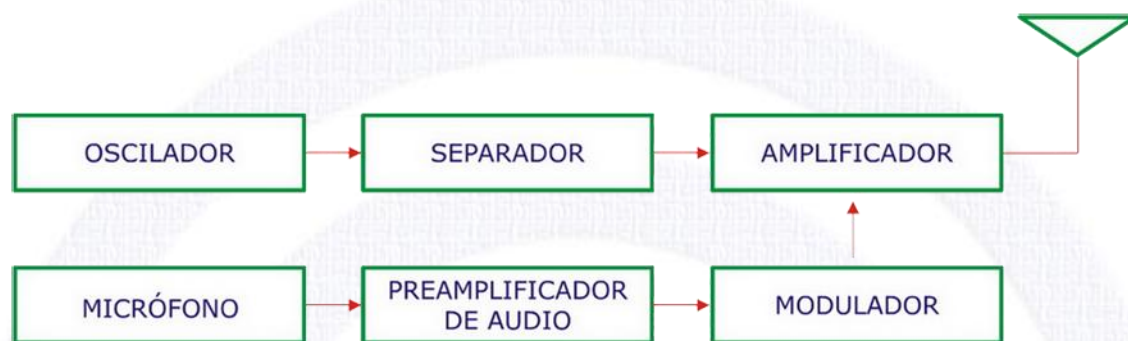 OSCILADOR
SEPARADOR
AMPLIFICADOR
MICRÓFONO
PREAMPLIFICADOR
DE AUDIO
MODULADOR